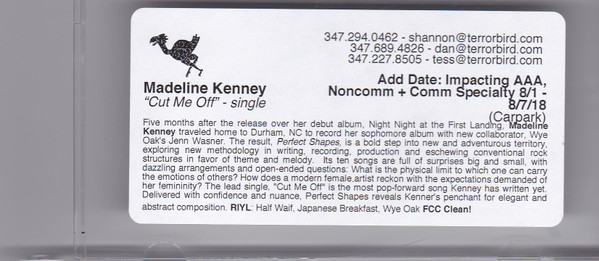 347.294.0462 - shannon@terrorbird.com
347.689.4826 - dan@terrorbird.com
347.227.8505 - tess@terrorbird.com
Madeline Kenney
"Cut Me Off" - single
Add Date: Impacting AAA,
Noncomm + Comm Specialty 8/1 -
8/7/18
(Carpark)
Five months after the release over her debut album, Night Night at the First Landing, Madeline
Kenney traveled home to Durham, NC to record her sophomore album with new collaborator, Wye
Oak's Jenn Wasner. The result, Perfect Shapes, is a bold step into new and adventurous territory,
exploring new methodology in writing, recording, production and eschewing conventional rock
structures in favor of theme and melody. Its ten songs are full of surprises big and small, with
dazzling arrangements and open-ended questions: What is the physical limit to which one can carry
the emotions of others? How does a modern female artist reckon with the expectations demanded of
her femininity? The lead single, "Cut Me Off" is the most pop-forward song Kenney has written yet.
Delivered with confidence and nuance, Perfect Shapes reveals Kenner's penchant for elegant and
abstract composition. RIYL: Half Waif, Japanese Breakfast, Wye Oak FCC Clean!